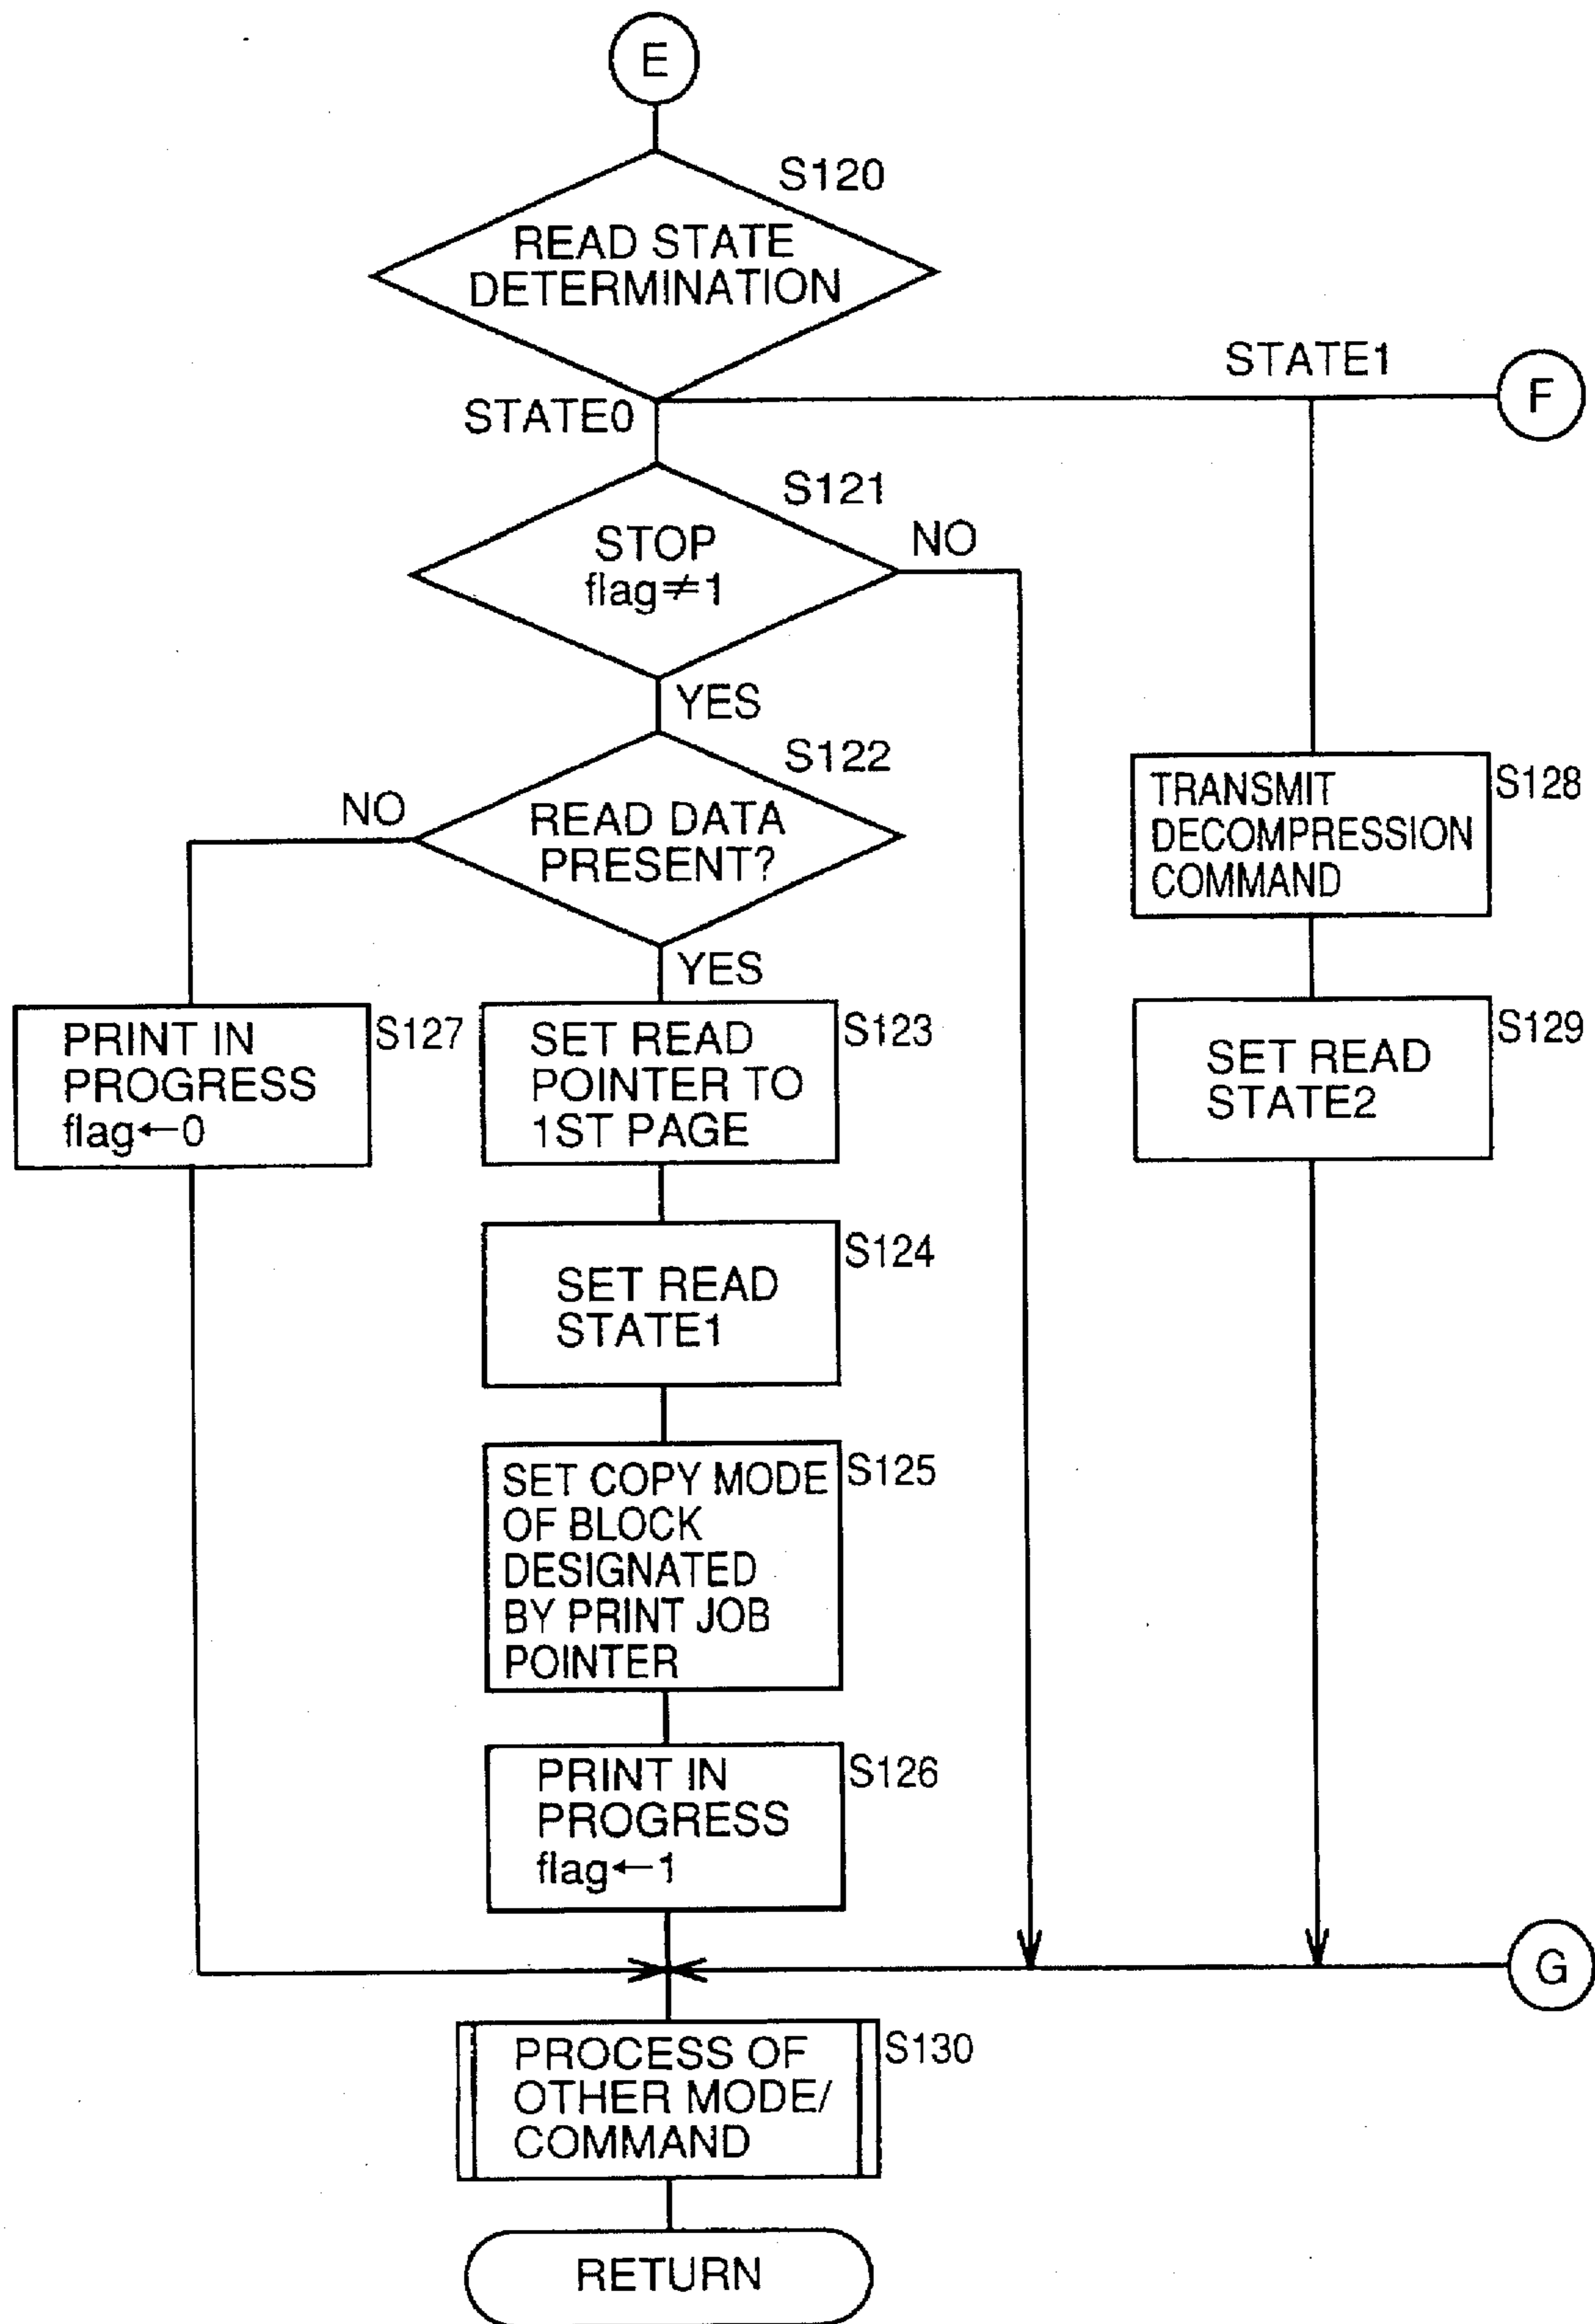 E
S120
READ STATE
DETERMINATION
STATE1
F
STATE0
S121
STOP
flag≠1
NO
YES
S122
NO
READ DATA
PRESENT?
YES
TRANSMIT
DECOMPRESSION
COMMAND
S128
PRINT IN
PROGRESS
flag←0
S127
SET READ
POINTER TO
1ST PAGE
S123
SET READ
STATE2
S129
SET READ
STATE1
S124
SET COPY MODE
OF BLOCK
DESIGNATED
BY PRINT JOB
POINTER
S125
PRINT IN
PROGRESS
flag←1
S126
G
PROCESS OF
OTHER MODE/
COMMAND
S130
RETURN